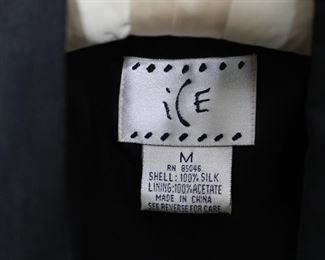 iCE
M
RN 85046
SHELL: 100% SILK
LINING:100% ACETATE
MADE IN CHINA
SEE REVERSE FOR CARE